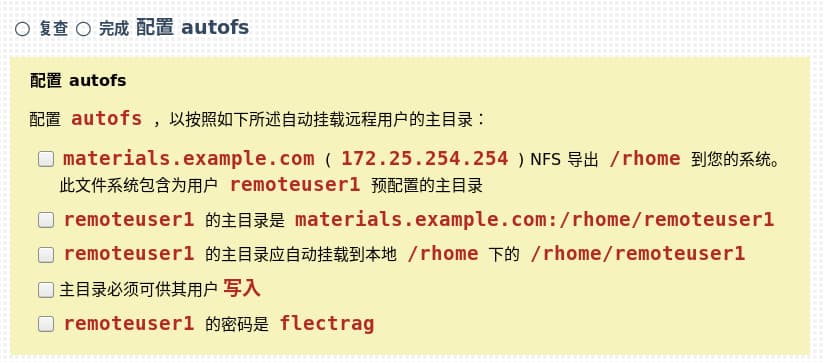 复查 完成 配置 autofs
配置 autofs
配置 autofs ，以按照如下所述自动挂载远程用户的主目录：
materials.example.com ( 172.25.254.254 ) NFS 导出 /rhome 到您的系统。
此文件系统包含为用户 remoteuser1 预配置的主目录
remoteuser1 的主目录是 materials.example.com:/rhome/remoteuser1
remoteuser1 的主目录应自动挂载到本地 /rhome 下的 /rhome/remoteuser1
主目录必须可供其用户 写入
remoteuser1 的密码是 flectrag